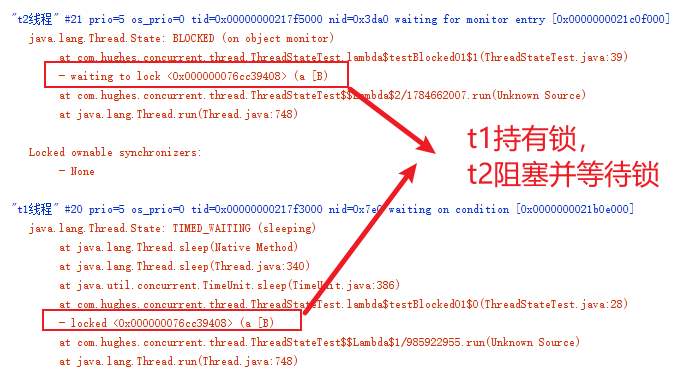 "t2线程" #21 prio=5 os_prio=0 tid=0x00000000217f5000 nid=0x3da0 waiting for monitor entry [0x0000000021c0f000]
java.lang.Thread.State: BLOCKED (on object monitor)
at com.hughes.concurrent.thread.ThreadStateTest.lambda$testBlocked01$1(ThreadStateTest.java:39)
- waiting to lock <0x000000076cc39408> (a [B)
at com.hughes.concurrent.thread.ThreadStateTest$$Lambda$2/1784662007.run(Unknown Source)
at java.lang.Thread.run(Thread.java:748)
Locked ownable synchronizers:
- None
t1持有锁，
t2阻塞并等待锁
"t1线程" #20 prio=5 os_prio=0 tid=0x00000000217f3000 nid=0x7e0 waiting on condition [0x0000000021b0e000]
java.lang.Thread.State: TIMED_WAITING (sleeping)
at java.lang.Thread.sleep(Native Method)
at java.lang.Thread.sleep(Thread.java:340)
at java.util.concurrent.TimeUnit.sleep(TimeUnit.java:386)
at com.hughes.concurrent.thread.ThreadStateTest.lambda$testBlocked01$0(ThreadStateTest.java:28)
- locked <0x000000076cc39408> (a [B)
at com.hughes.concurrent.thread.ThreadStateTest$$Lambda$1/985922955.run(Unknown Source)
at java.lang.Thread.run(Thread.java:748)